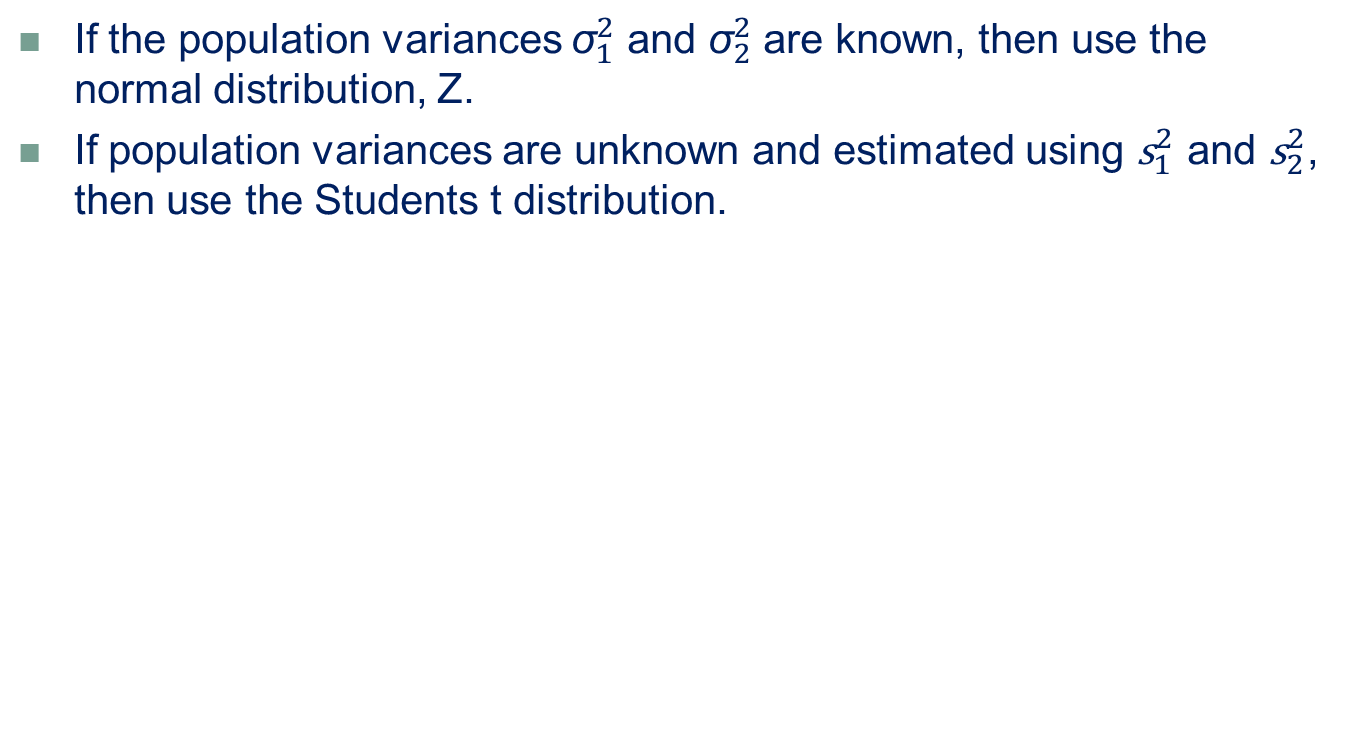 ■ If the population variances σ₁² and σ₂² are known, then use the
normal distribution, Z.
■ If population variances are unknown and estimated using s₁² and s₂²,
then use the Students t distribution.